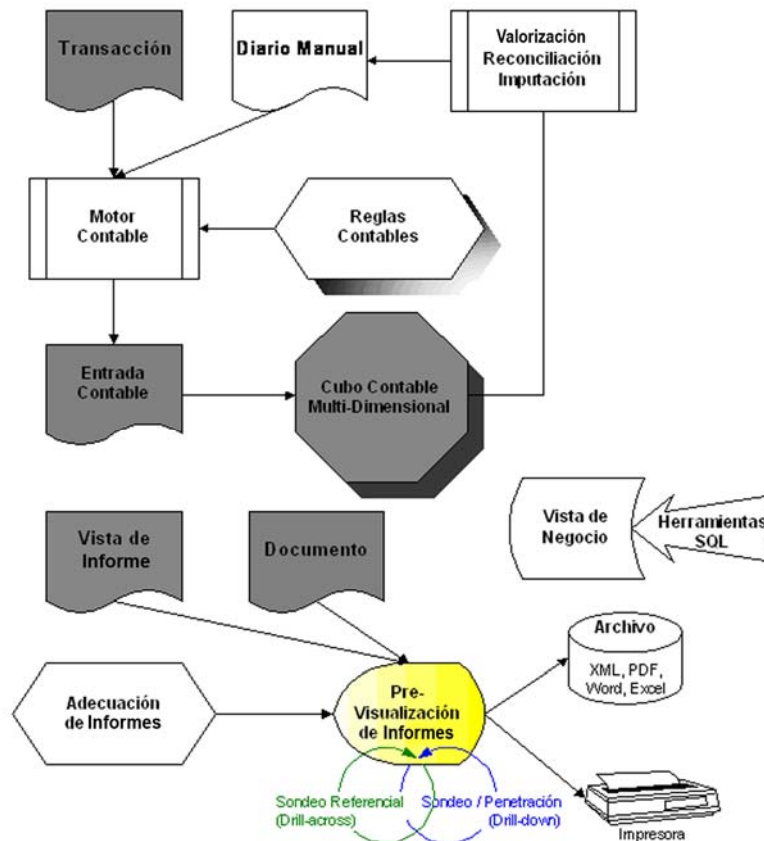 Transacción
Diario Manual
Valorización
Reconciliación
Imputación
Motor
Contable
Reglas
Contables
Entrada
Contable
Cubo Contable
Multi-Dimensional
Vista de
Informe
Documento
Vista de
Negocio
Herramientas
SQL
Archivo
XML, PDF,
Word, Excel
Adecuación
de Informes
Pre-
Visualización
de Informes
Sondeo Referencial
(Drill-across)
Sondeo / Penetración
(Drill-down)
Impresora